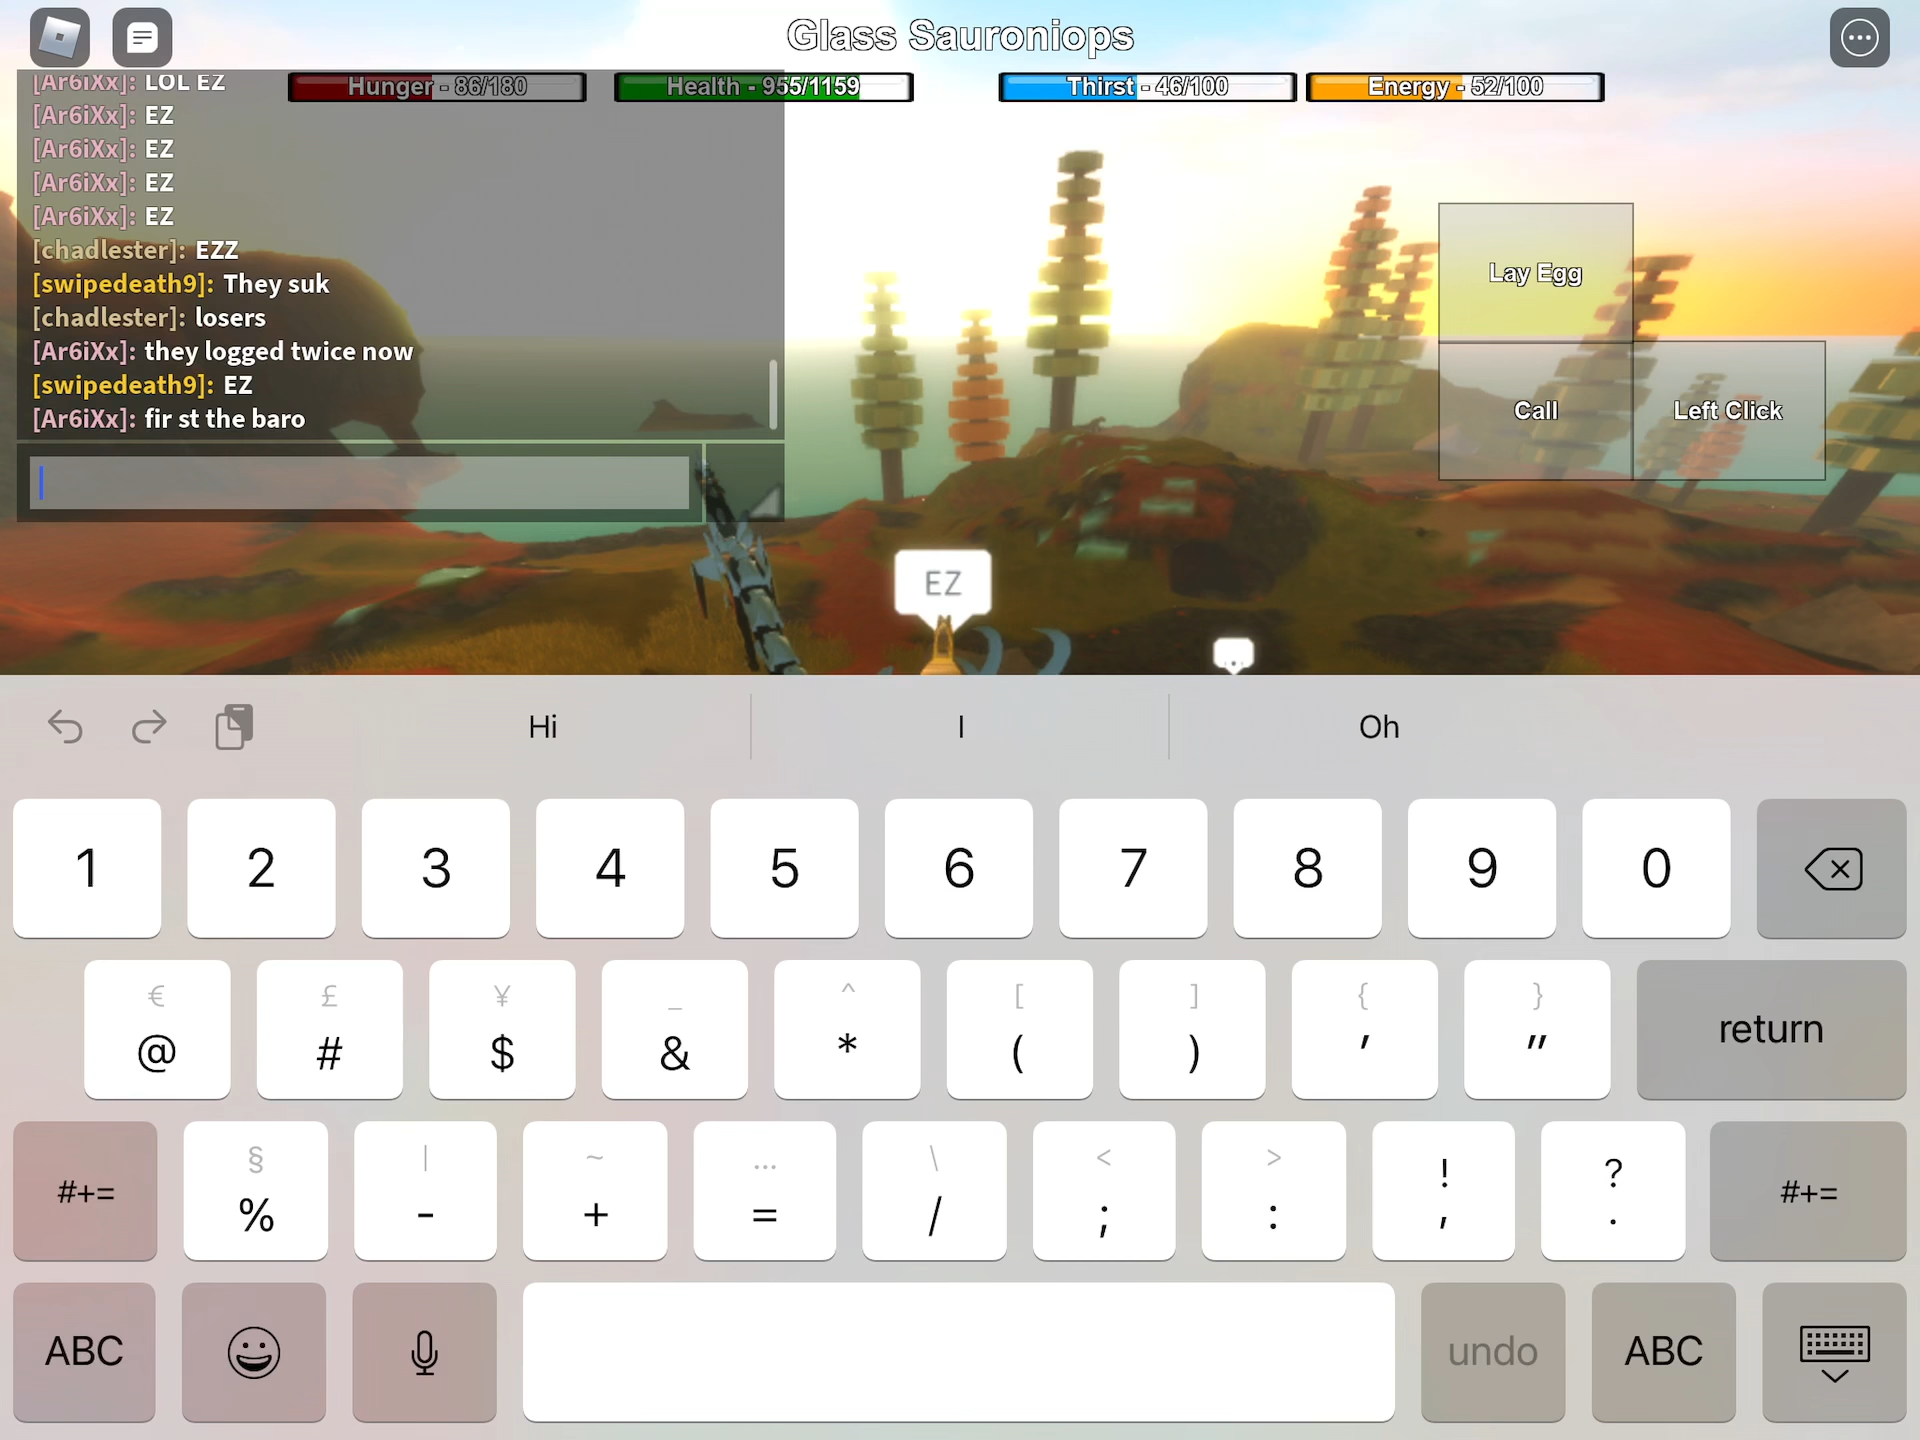 Glass Sauroniops
[Ar6iXx]: LOL EZ
Hunger - 86/180
Health - 955/1159
Thirst - 46/100
Energy - 52/100
[Ar6iXx]: EZ
[Ar6iXx]: EZ
[Ar6iXx]: EZ
[Ar6iXx]: EZ
[chadlester]: EZZ
[swipedeath9]: They suk
[chadlester]: losers
[Ar6iXx]: they logged twice now
[swipedeath9]: EZ
[Ar6iXx]: fir st the baro
Lay Egg
Call
Left Click
EZ
Hi
I
Oh
1 2 3 4 5 6 7 8 9 0
€ £ ¥ _ ^ [ ] { }
@ # $ & * ( ) ' "
return
§ | ~ … \ < > ! ?
#+= % - + = / ; : , . #+=
ABC
undo
ABC